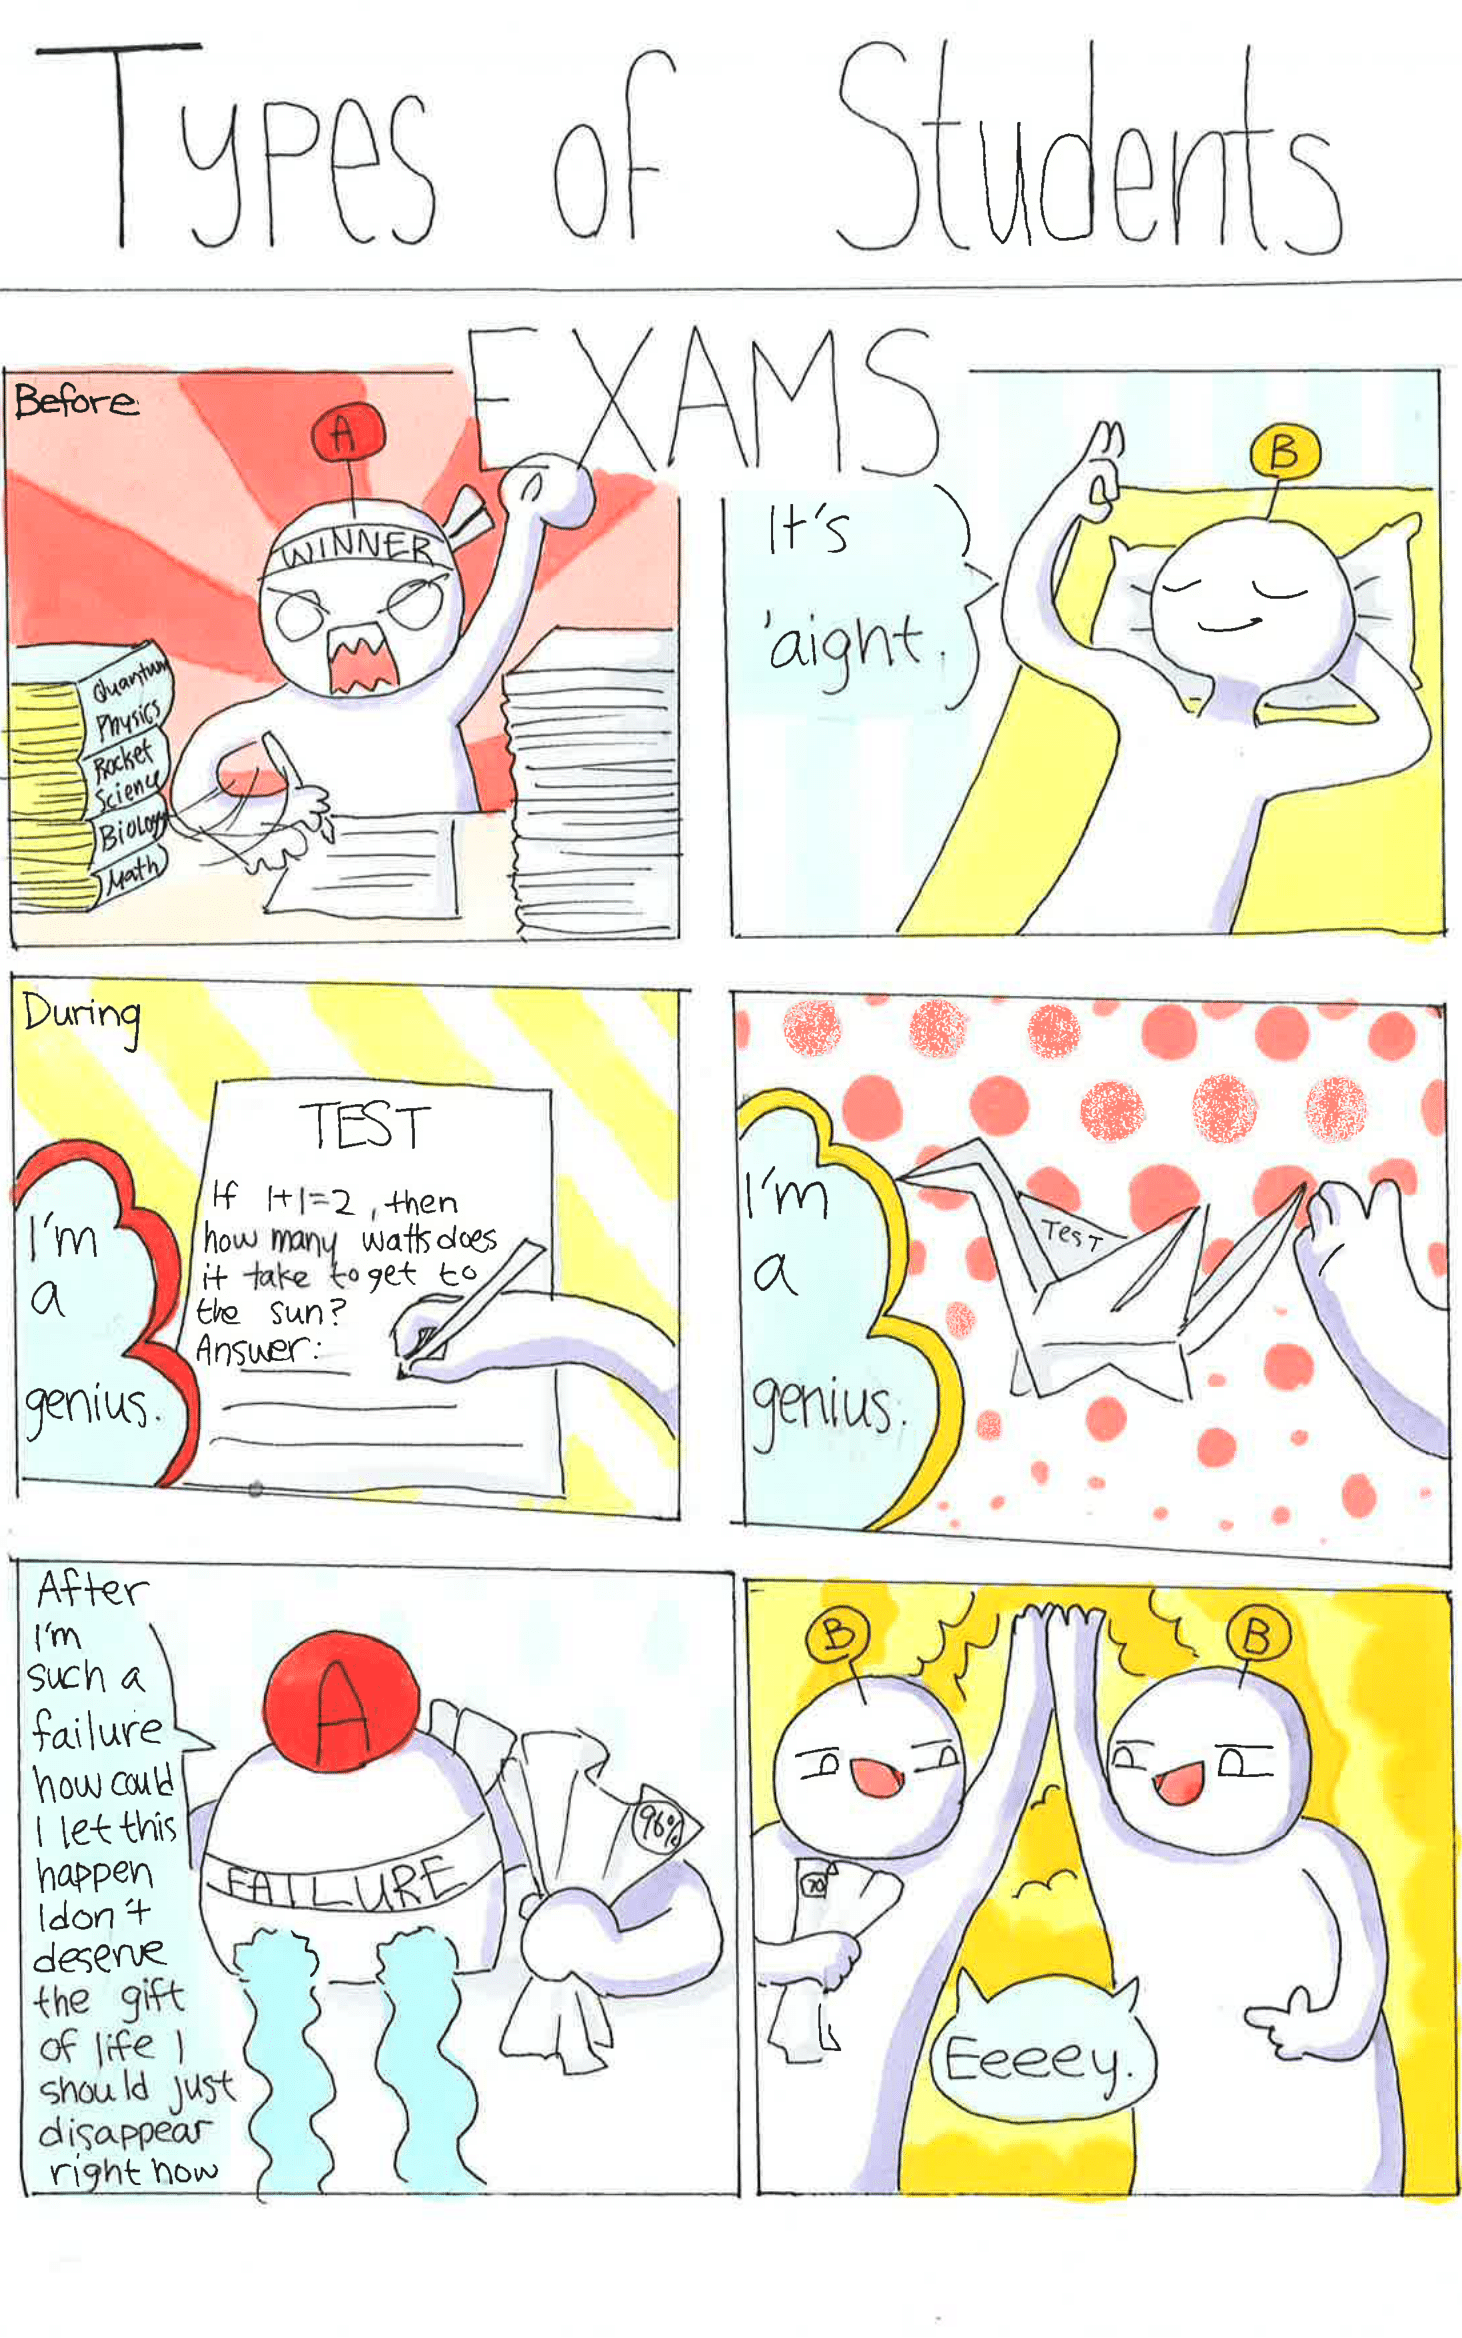 Types of Students
EXAMS
Before
A
WINNER
Quantum
Physics
Rocket
Science
Biology
Math
It's
'aight.
B
During
TEST
If 1+1=2, then
how many watts does
it take to get to
the sun?
Answer:
I'm
a
genius.
I'm
a
genius.
Test
After
I'm
such a
failure
how could
I let this
happen
I don't
deserve
the gift
of life I
should just
disappear
right now
A
FAILURE
96%
B
B
70
Eeeey.